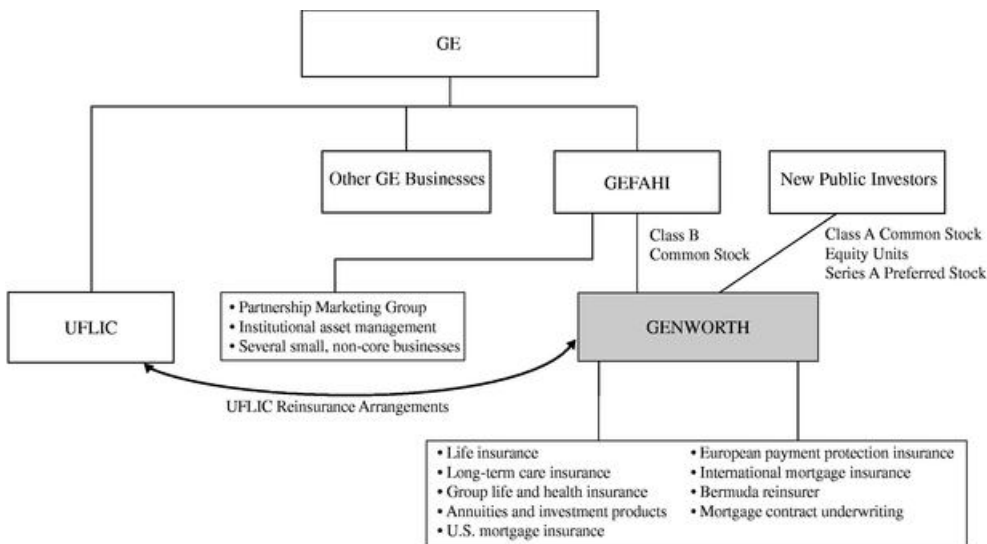 GE
Other GE Businesses
GEFAHI
New Public Investors
Class B
Common Stock
Class A Common Stock
Equity Units
Series A Preferred Stock
UFLIC
• Partnership Marketing Group
• Institutional asset management
• Several small, non-core businesses
GENWORTH
UFLIC Reinsurance Arrangements
• Life insurance
• Long-term care insurance
• Group life and health insurance
• Annuities and investment products
• U.S. mortgage insurance
• European payment protection insurance
• International mortgage insurance
• Bermuda reinsurer
• Mortgage contract underwriting